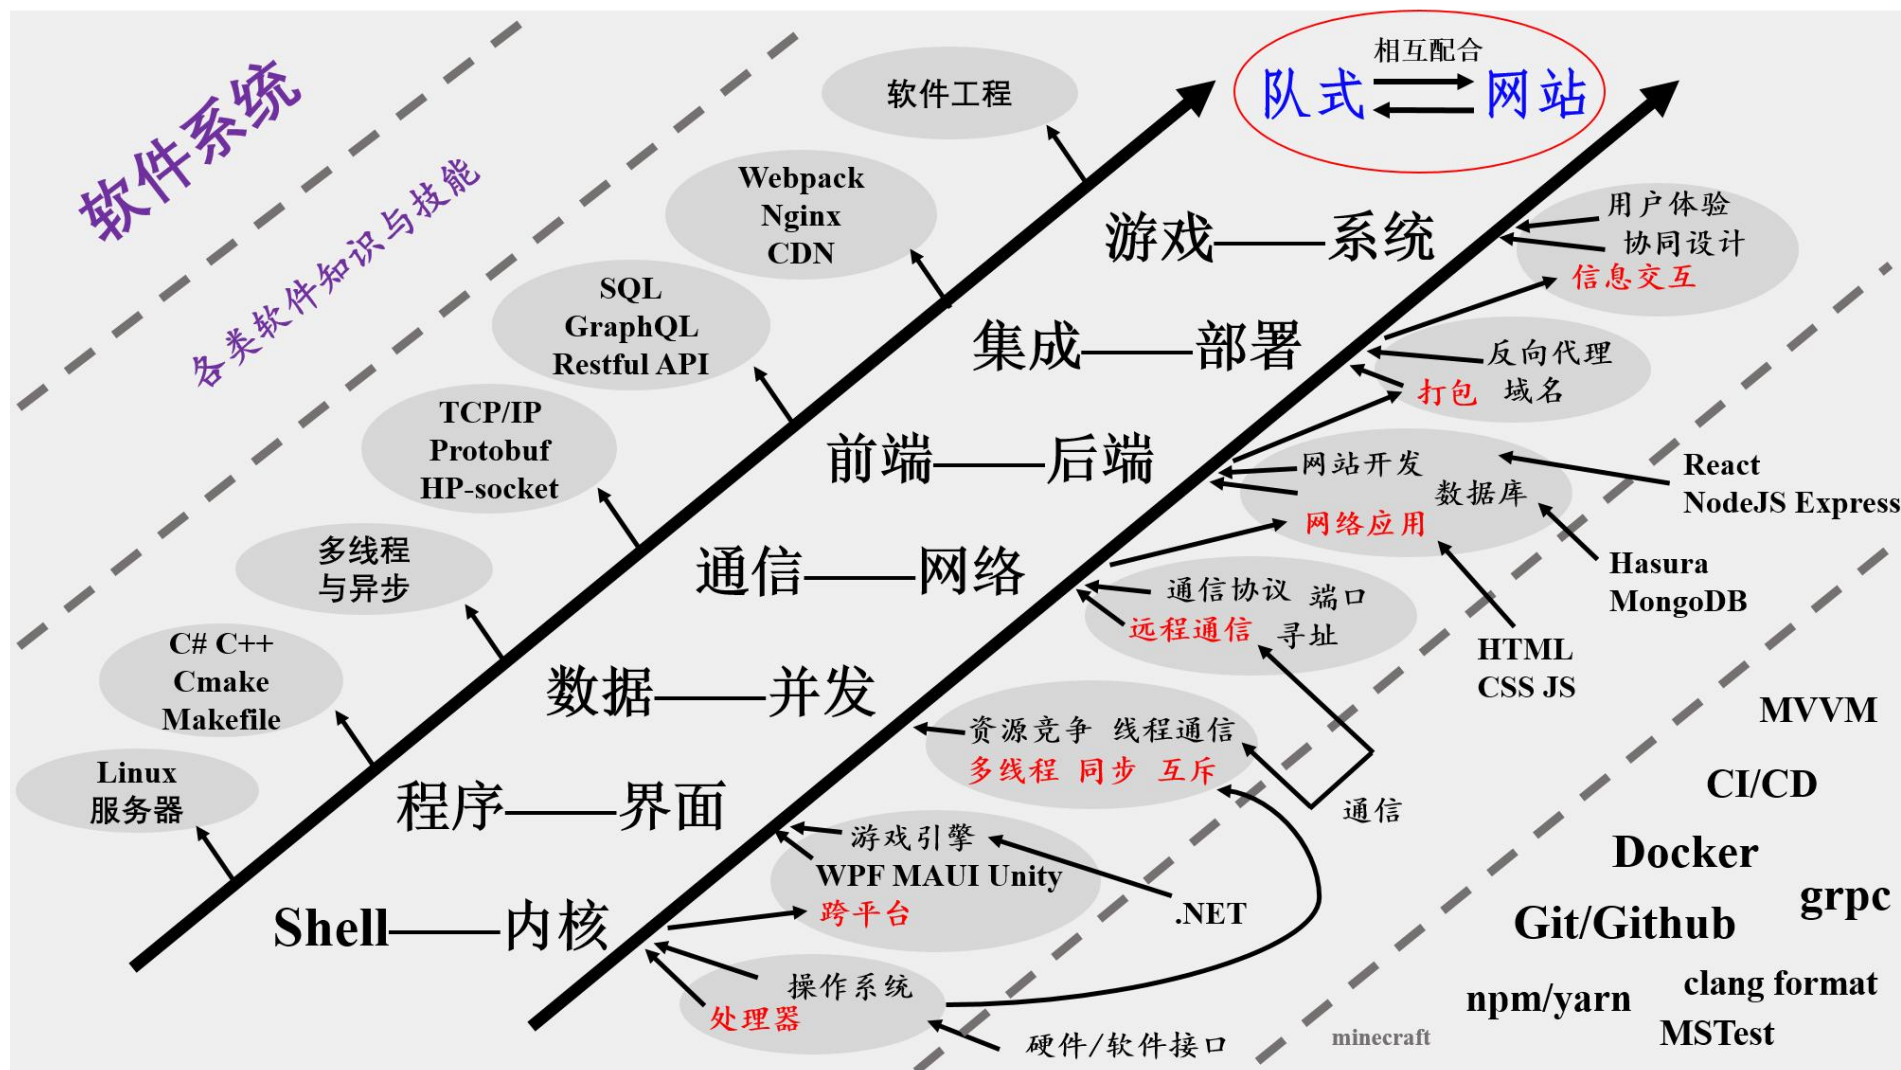 软件系统
各类软件知识与技能
软件工程
Webpack
Nginx
CDN
SQL
GraphQL
Restful API
TCP/IP
Protobuf
HP-socket
多线程
与异步
C# C++
Cmake
Makefile
Linux
服务器
相互配合
队式 网站
游戏——系统
集成——部署
前端——后端
通信——网络
数据——并发
程序——界面
Shell——内核
用户体验
协同设计
信息交互
反向代理
打包 域名
网站开发
数据库
网络应用
React
NodeJS Express
Hasura
MongoDB
HTML
CSS JS
通信协议 端口
远程通信 寻址
资源竞争 线程通信
多线程 同步 互斥
通信
游戏引擎
WPF MAUI Unity
跨平台
.NET
操作系统
处理器
硬件/软件接口
MVVM
CI/CD
Docker
grpc
Git/Github
clang format
npm/yarn
MSTest
minecraft